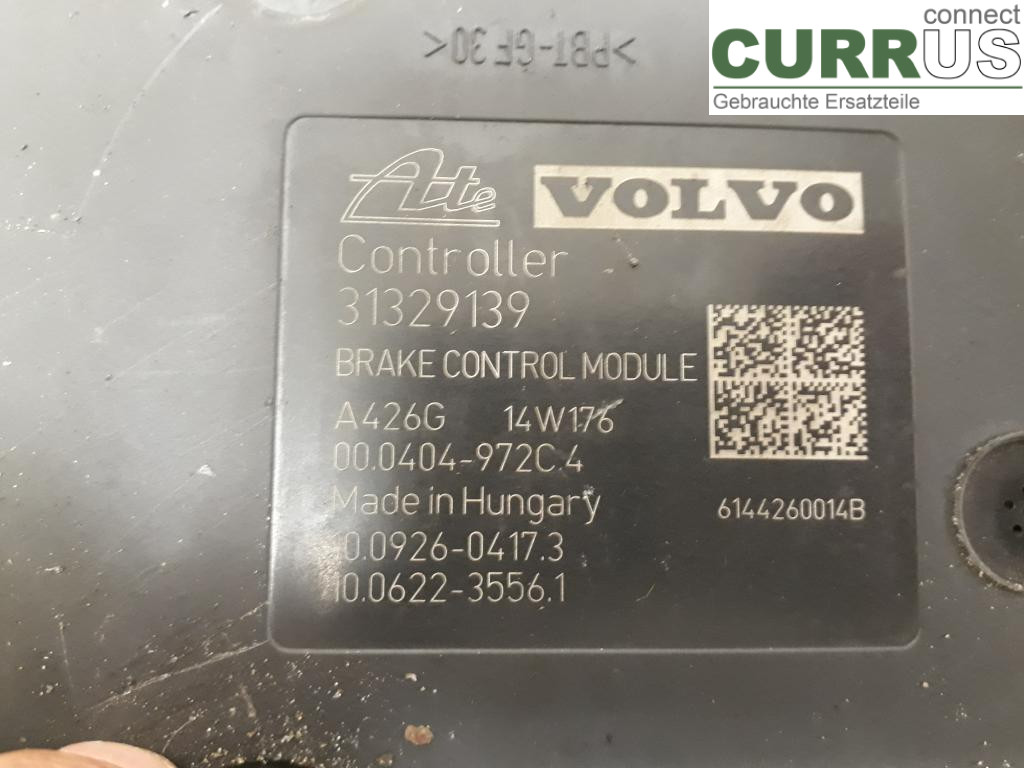 connect
CURRUS
Gebrauchte Ersatzteile
>PBT-GF30<
Ate VOLVO
Controller
31329139
BRAKE CONTROL MODULE
A426G 14W176
00.0404-972C.4
Made in Hungary
6144260014B
10.0926-0417.3
10.0622-3556.1